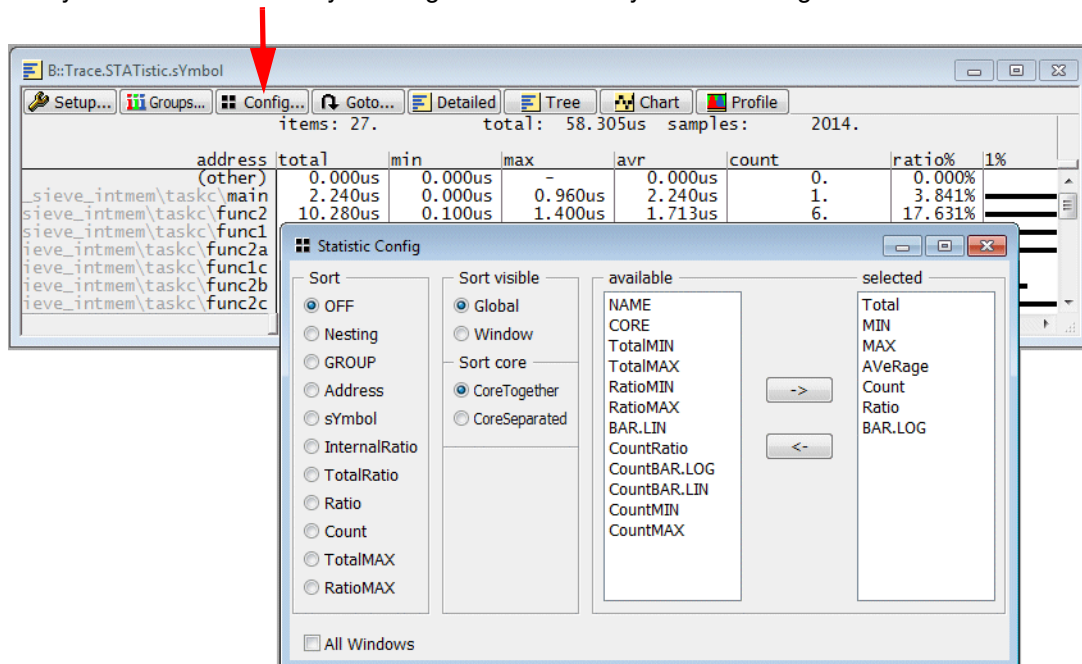 B::Trace.STATistic.sYmbol
Setup... Groups... Config... Goto... Detailed Tree Chart Profile
items: 27. total: 58.305us samples: 2014.
address total min max avr count ratio% 1%
(other) 0.000us 0.000us - 0.000us 0. 0.000%
_sieve_intmem\taskc\main 2.240us 0.000us 0.960us 2.240us 1. 3.841%
sieve_intmem\taskc\func2 10.280us 0.100us 1.400us 1.713us 6. 17.631%
sieve_intmem\taskc\func1
ieve_intmem\taskc\func2a
ieve_intmem\taskc\func1c
ieve_intmem\taskc\func2b
ieve_intmem\taskc\func2c
Statistic Config
Sort
OFF
Nesting
GROUP
Address
sYmbol
InternalRatio
TotalRatio
Ratio
Count
TotalMAX
RatioMAX
Sort visible
Global
Window
Sort core
CoreTogether
CoreSeparated
available
NAME
CORE
TotalMIN
TotalMAX
RatioMIN
RatioMAX
BAR.LIN
CountRatio
CountBAR.LOG
CountBAR.LIN
CountMIN
CountMAX
->
<-
selected
Total
MIN
MAX
AVeRage
Count
Ratio
BAR.LOG
All Windows